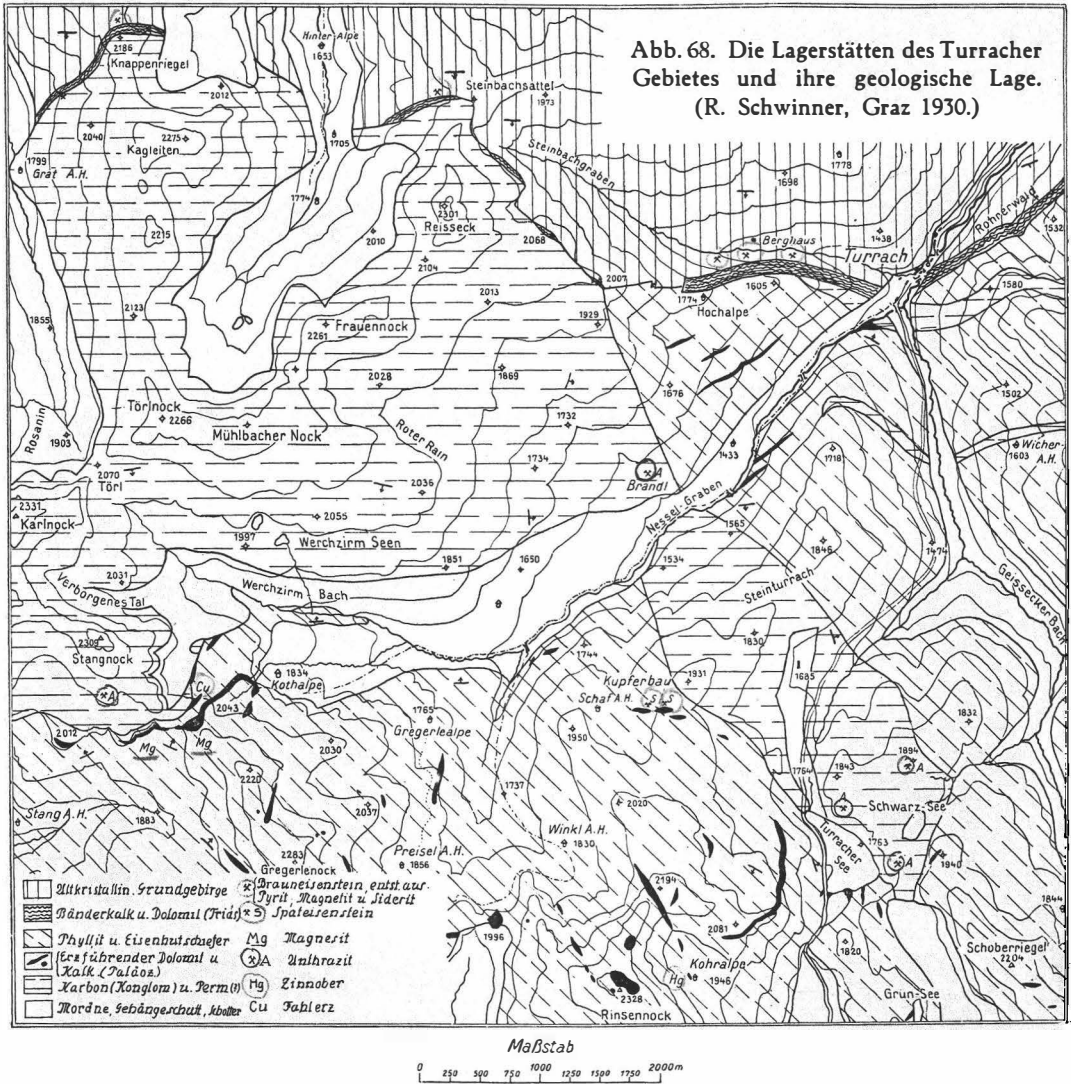 Abb. 68. Die Lagerstätten des Turracher
Gebietes und ihre geologische Lage.
(R. Schwinner, Graz 1930.)
2186
Knappenriegel
Hinter-Alpe
1653
2012
Steinbachsattel
1973
2040
2275
Kagleiten
1705
Steinbachgraben
1778
1698
1799
Grat A.H.
1774
2301
Reisseck
2215
2010
2068
Berghaus
1438
Turrach
Rohnerwald
1532
2104
2007
2123
2013
1774
Hochalpe
1605
1580
1855
Frauennock
2261
1929
2028
1869
1676
1502
Törlnock
2266
1732
Rosanin
1903
Mühlbacher Nock
Roter Rain
1433
1718
Wicher-
A.H.
1603
2070
Törl
1734
A
Brandl
2036
Nessel-Graben
2331
Karlnock
2055
1565
1997
Werchzirm Seen
1846
1474
1851
1650
1534
2031
Verborgenes Tal
Werchzirm-Bach
Steinturrach
Geissecker Bach
2309
Stangnock
1830
1744
1834
Kothalpe
A
Cu
2043
Kupferbau
1931
1685
Schaf A.H.
S
S
1765
Gregerlealpe
1832
2012
Mg
Mg
2030
1950
1894
A
2220
1764
1843
1737
A
Schwarz-See
Stang A.H.
1883
2037
2020
Turracher
See
1763
Winkl A.H.
1830
A
1940
2283
Gregerlenock
Preisel A.H.
1856
2194
1844
1996
2081
1820
Schoberriegel
2204
Kohralpe
Hg
1946
2328
Rinsennock
Grün-See
Altkristallin. Grundgebirge
Bänderkalk u. Dolomit (Trias)
Phyllit u. Eisenhutschiefer
Erzführender Dolomit u
Kalk (Paläoz.)
Karbon (Konglom) u. Perm (?)
Moräne, Gehängeschutt, Schotter
Brauneisenstein, entst. aus
Pyrit, Magnetit u. Siderit
S Spateisenstein
Mg Magnesit
A Anthrazit
Hg Zinnober
Cu Fahlerz
Maßstab
0 250 500 750 1000 1250 1500 1750 2000m